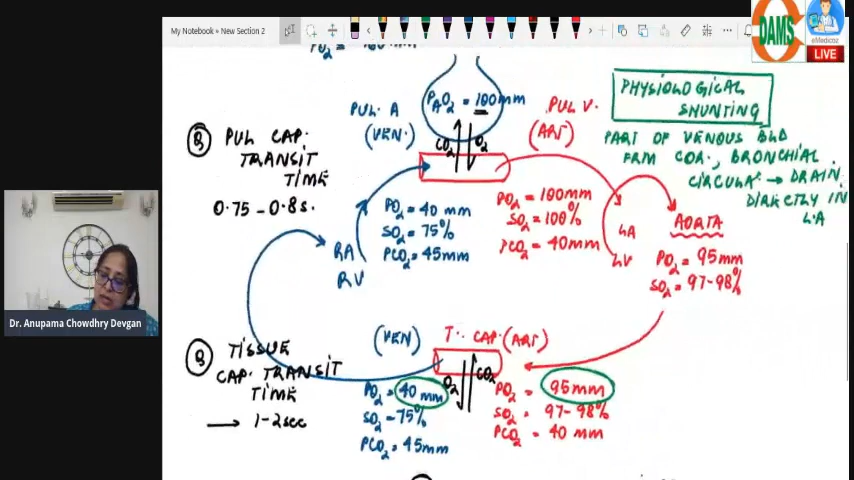 My Notebook » New Section 2
DAMS
eMedicoz
LIVE
PHYSIOLOGICAL
SHUNTING
PAO2 = 100mm
CO2 O2
PUL. A
(VEN)
PUL V.
(ART)
PUL CAP.
TRANSIT
TIME
0.75 - 0.8s.
PART OF VENOUS BLD
FRM COR., BRONCHIAL
CIRCULAR → DRAIN
DIRECTLY IN
LA
PO2 = 40 mm
SO2 = 75%
PCO2 = 45mm
PO2 = 100mm
SO2 = 100%
PCO2 = 40mm
RA
RV
LA
LV
AORTA
PO2 = 95mm
SO2 = 97-98%
Dr. Anupama Chowdhry Devgan
TISSUE
CAP. TRANSIT
TIME
→ 1-2sec
(VEN)
T. CAP. (ART)
O2 CO2
PO2 = 40 mm
SO2 - 75%
PCO2 = 45mm
PO2 = 95mm
SO2 = 97-98%
PCO2 = 40 mm